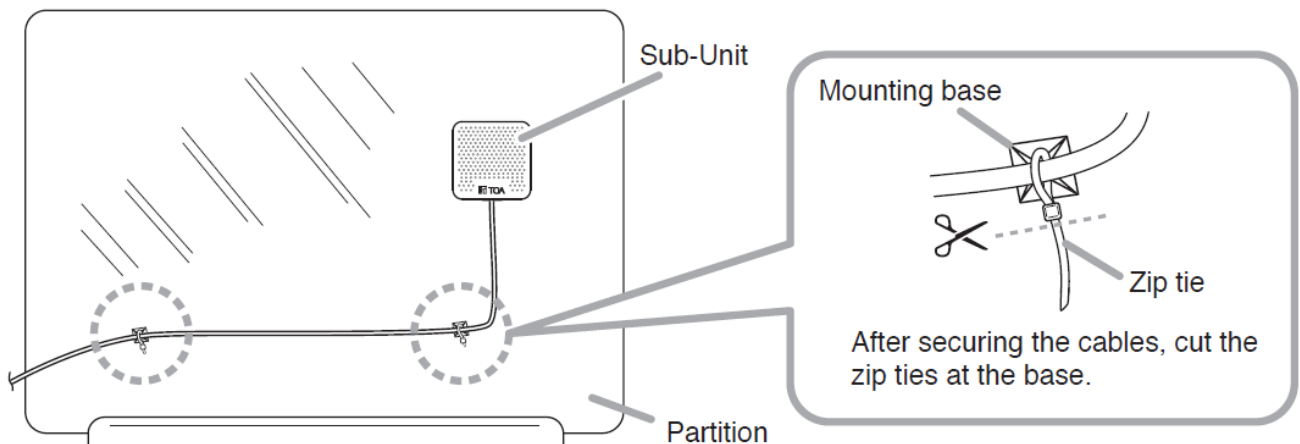 Sub-Unit
TOA
Mounting base
Zip tie
After securing the cables, cut the
zip ties at the base.
Partition